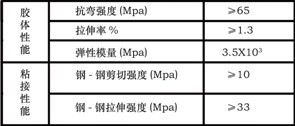 胶体性能
抗弯强度 (Mpa) ≥65
拉伸率 % ≥1.3
弹性模量 (Mpa) 3.5X10³
粘接性能
钢 - 钢剪切强度 (Mpa) ≥10
钢 - 钢拉伸强度 (Mpa) ≥33